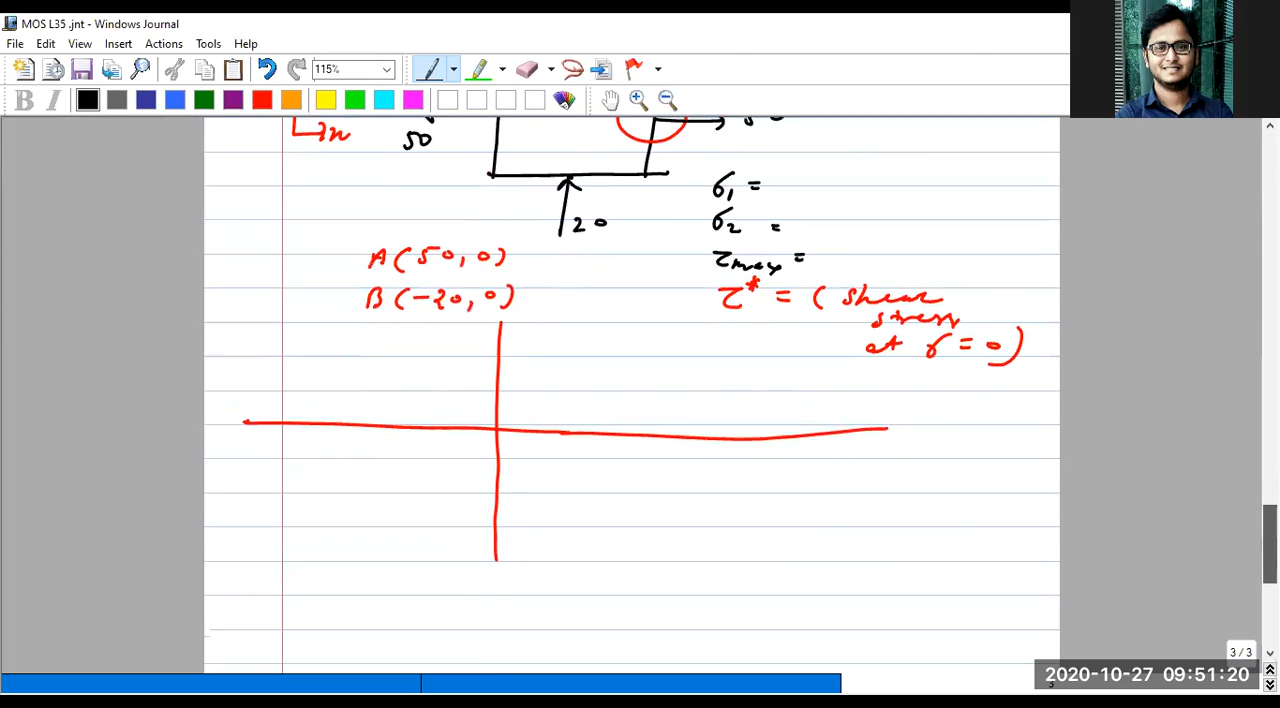 MOS L35 .jnt - Windows Journal
File Edit View Insert Actions Tools Help
115%
B I
x
50
20
σ1 =
σ2 =
τmax =
A(50,0)
B(-20,0)
τ* = (shear
stress
at σ = 0)
3 / 3
2020-10-27 09:51:20